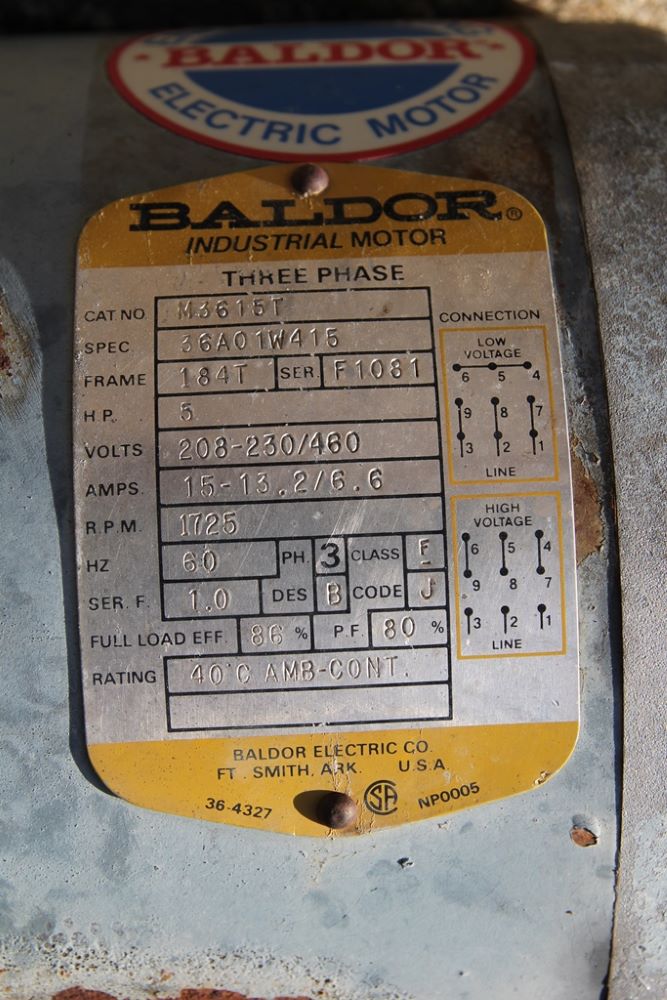 BALDOR
ELECTRIC MOTOR
BALDOR®
INDUSTRIAL MOTOR
THREE PHASE
CAT. NO M3615T
SPEC. 36A01W415
FRAME 184T SER. F1081
H.P. 5
VOLTS 208-230/460
AMPS. 15-13.2/6.6
R.P.M. 1725
HZ 60 PH. 3 CLASS F
SER. F. 1.0 DES B CODE J
FULL LOAD EFF. 86 % P.F. 80 %
RATING 40°C AMB-CONT.
CONNECTION
LOW
VOLTAGE
6 5 4
9 8 7
3 2 1
LINE
HIGH
VOLTAGE
6 5 4
9 8 7
3 2 1
LINE
BALDOR ELECTRIC CO.
FT. SMITH, ARK. U.S.A.
36-4327 SA NP0005